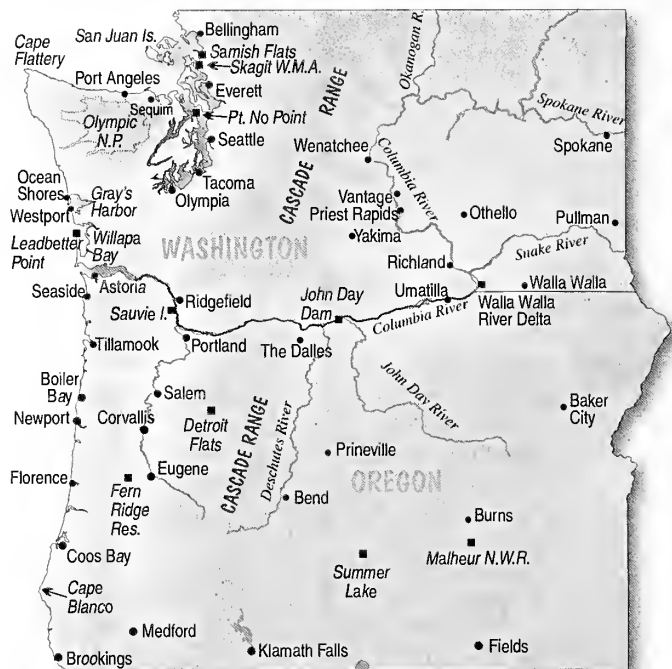 Cape
Flattery
San Juan Is.
Bellingham
Samish Flats
Skagit W.M.A.
Port Angeles
Everett
Sequim
Pt. No Point
Olympic
N.P.
Seattle
Okanogan R.
CASCADE RANGE
Spokane River
Spokane
Wenatchee
Columbia River
Ocean
Shores
Gray's
Harbor
Tacoma
Olympia
Westport
Vantage
Priest Rapids
Othello
Pullman
Leadbetter
Point
Willapa
Bay
WASHINGTON
Yakima
Snake River
Richland
Astoria
Seaside
Ridgefield
Sauvie I.
John Day
Dam
Umatilla
Columbia River
Walla Walla
Walla Walla
River Delta
Tillamook
Portland
The Dalles
Boiler
Bay
Salem
John Day River
Baker
City
Newport
Corvallis
Detroit
Flats
CASCADE RANGE
Deschutes River
Prineville
Florence
Eugene
Fern
Ridge
Res.
Bend
OREGON
Burns
Coos Bay
Malheur N.W.R.
Summer
Lake
Cape
Blanco
Medford
Klamath Falls
Fields
Brookings